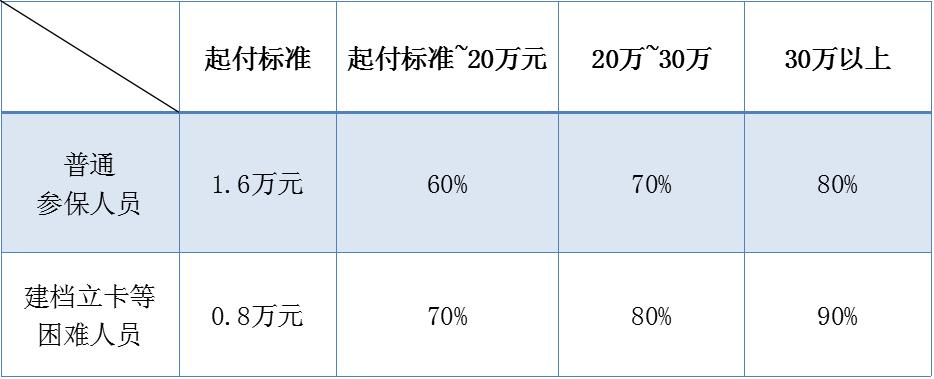 起付标准
起付标准~20万元
20万~30万
30万以上
普通
参保人员
1.6万元
60%
70%
80%
建档立卡等
困难人员
0.8万元
70%
80%
90%